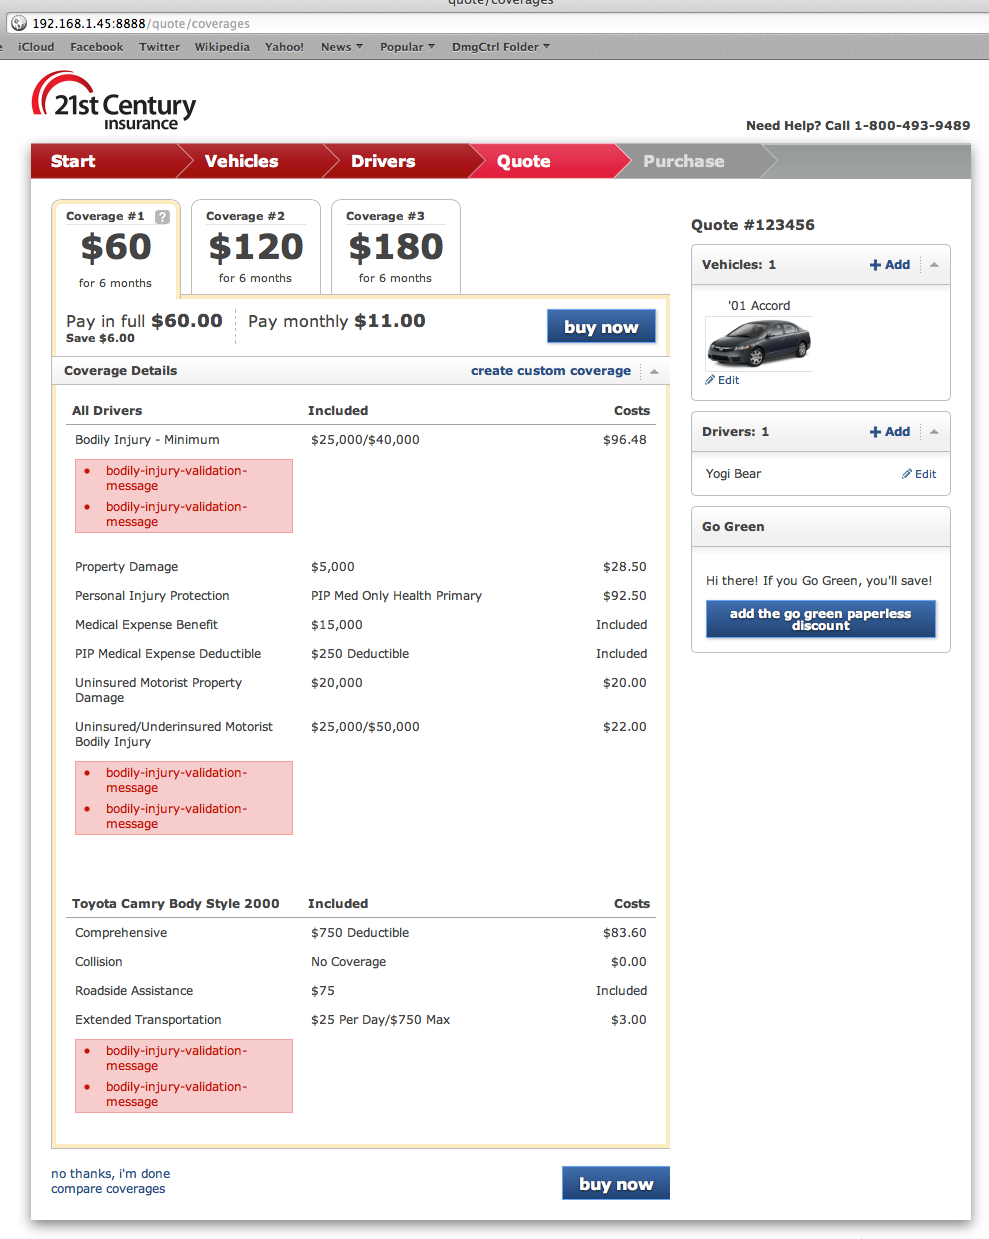 quote/coverages
192.168.1.45:8888/quote/coverages
iCloud Facebook Twitter Wikipedia Yahoo! News Popular DmgCtrl Folder
21st Century
insurance
Need Help? Call 1-800-493-9489
Start Vehicles Drivers Quote Purchase
Coverage #1 ?
$60
for 6 months
Coverage #2
$120
for 6 months
Coverage #3
$180
for 6 months
Pay in full $60.00
Save $6.00
Pay monthly $11.00
buy now
Coverage Details create custom coverage
All Drivers Included Costs
Bodily Injury - Minimum $25,000/$40,000 $96.48
• bodily-injury-validation-
message
• bodily-injury-validation-
message
Property Damage $5,000 $28.50
Personal Injury Protection PIP Med Only Health Primary $92.50
Medical Expense Benefit $15,000 Included
PIP Medical Expense Deductible $250 Deductible Included
Uninsured Motorist Property $20,000 $20.00
Damage
Uninsured/Underinsured Motorist $25,000/$50,000 $22.00
Bodily Injury
• bodily-injury-validation-
message
• bodily-injury-validation-
message
Toyota Camry Body Style 2000 Included Costs
Comprehensive $750 Deductible $83.60
Collision No Coverage $0.00
Roadside Assistance $75 Included
Extended Transportation $25 Per Day/$750 Max $3.00
• bodily-injury-validation-
message
• bodily-injury-validation-
message
no thanks, i'm done
compare coverages
buy now
Quote #123456
Vehicles: 1 + Add
'01 Accord
Edit
Drivers: 1 + Add
Yogi Bear Edit
Go Green
Hi there! If you Go Green, you'll save!
add the go green paperless
discount